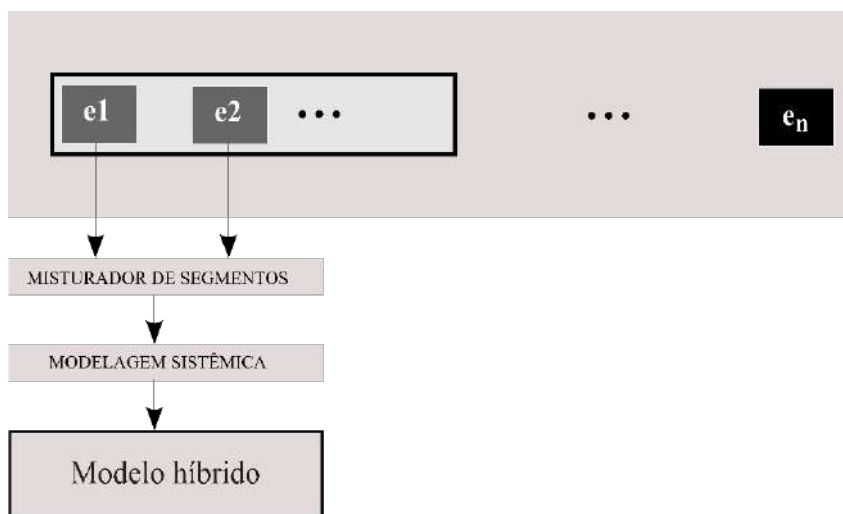 e1 e2 ••• ••• en
MISTURADOR DE SEGMENTOS
MODELAGEM SISTÊMICA
Modelo híbrido